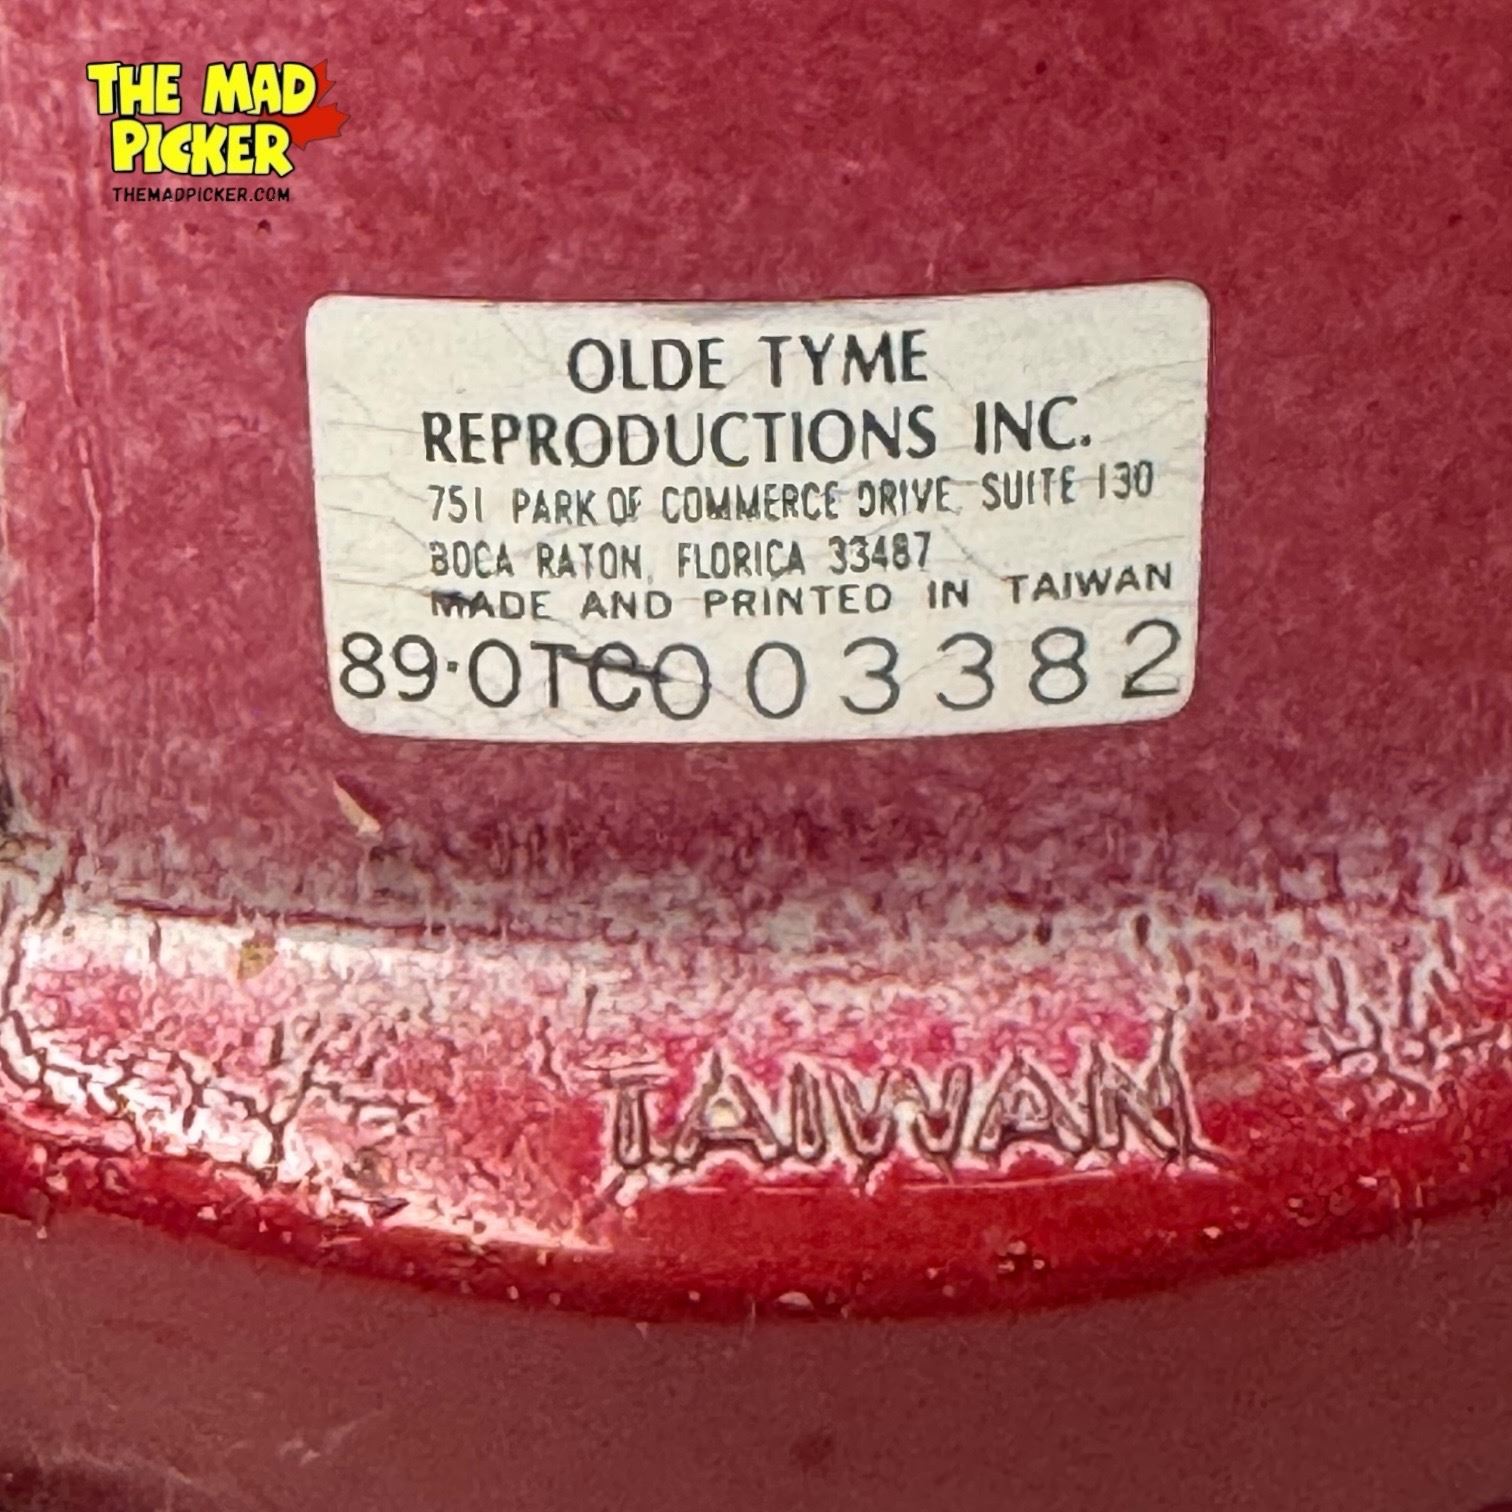 THE MAD
PICKER
THEMADPICKER.COM
OLDE TYME
REPRODUCTIONS INC.
751 PARK OF COMMERCE DRIVE, SUITE 130
BOCA RATON, FLORICA 33487
MADE AND PRINTED IN TAIWAN
89·OTC003382
TAIWAN